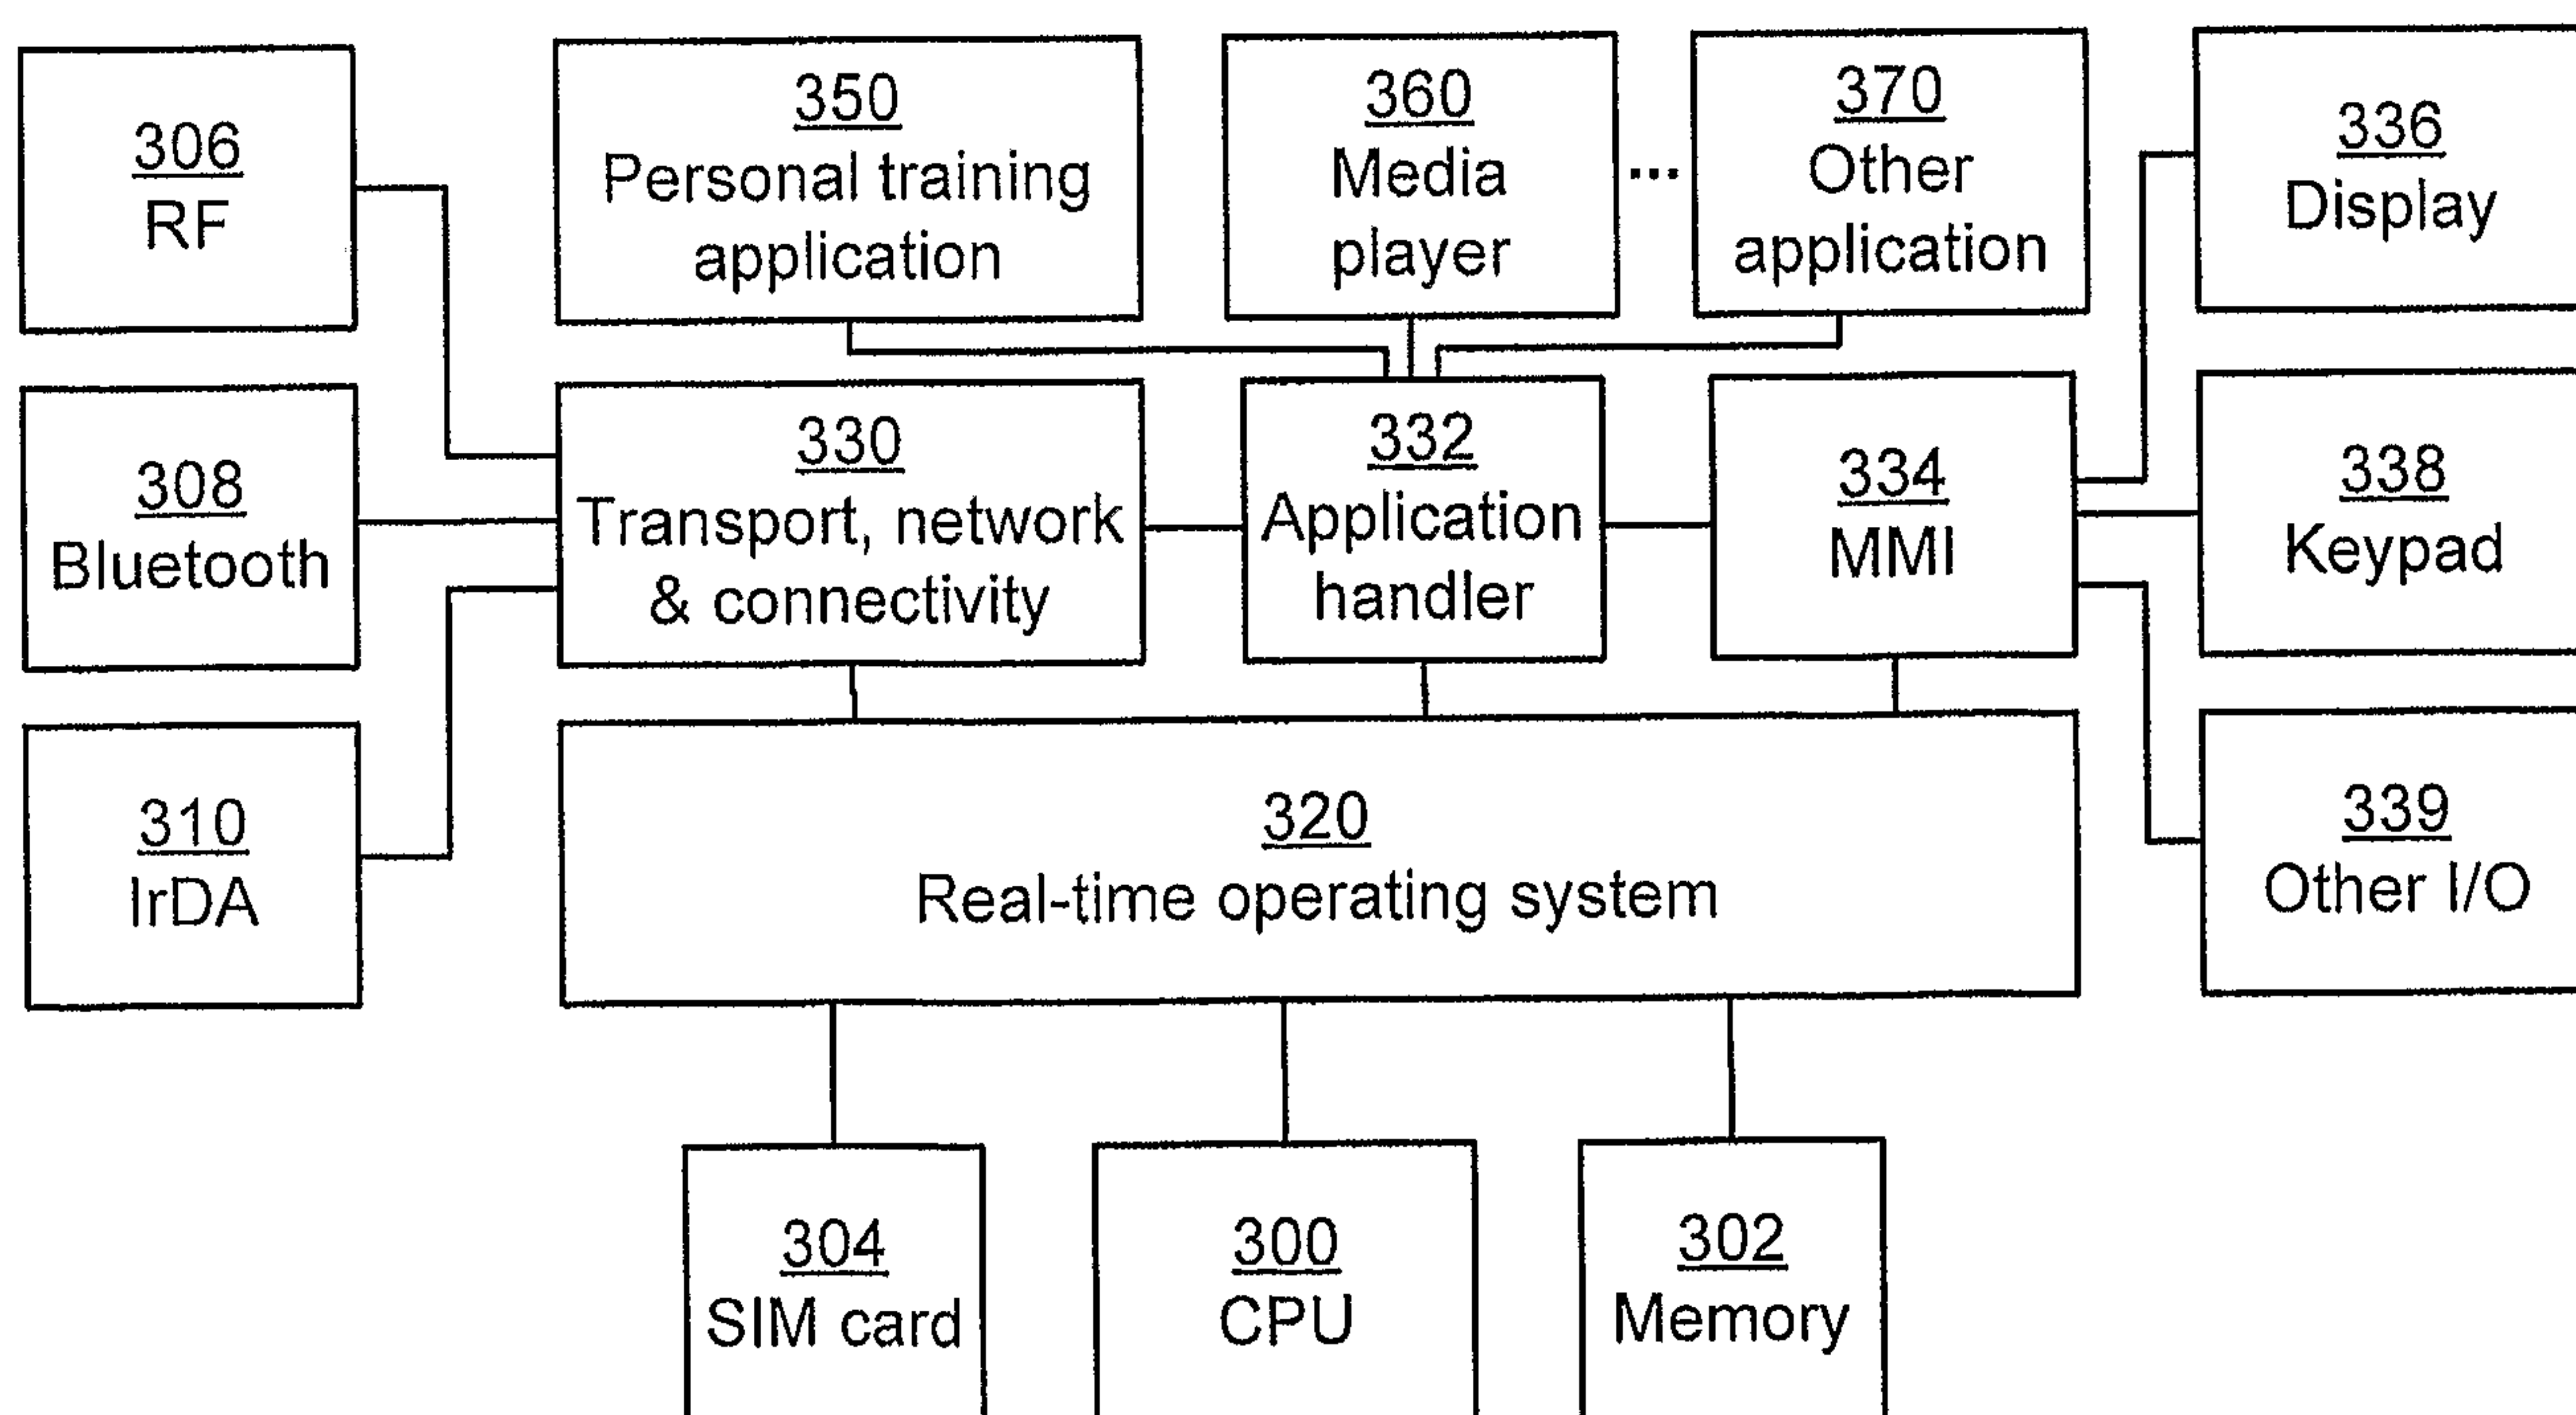 306
RF
350
Personal training
application
360
Media
player
...
370
Other
application
336
Display
308
Bluetooth
330
Transport, network
& connectivity
332
Application
handler
334
MMI
338
Keypad
310
IrDA
320
Real-time operating system
339
Other I/O
304
SIM card
300
CPU
302
Memory